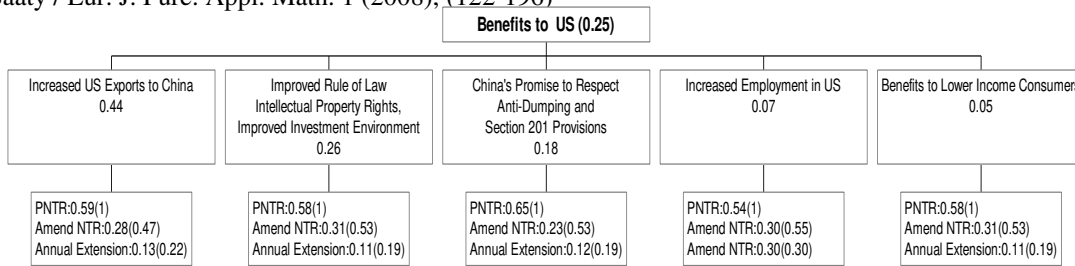 Saaty / Eur. J. Pure. Appl. Math. 1 (2008), (122-196)
Benefits to US (0.25)
Increased US Exports to China
0.44
Improved Rule of Law
Intellectual Property Rights,
Improved Investment Environment
0.26
China's Promise to Respect
Anti-Dumping and
Section 201 Provisions
0.18
Increased Employment in US
0.07
Benefits to Lower Income Consumers
0.05
PNTR:0.59(1)
Amend NTR:0.28(0.47)
Annual Extension:0.13(0.22)
PNTR:0.58(1)
Amend NTR:0.31(0.53)
Annual Extension:0.11(0.19)
PNTR:0.65(1)
Amend NTR:0.23(0.53)
Annual Extension:0.12(0.19)
PNTR:0.54(1)
Amend NTR:0.30(0.55)
Amend NTR:0.30(0.30)
PNTR:0.58(1)
Amend NTR:0.31(0.53)
Annual Extension:0.11(0.19)